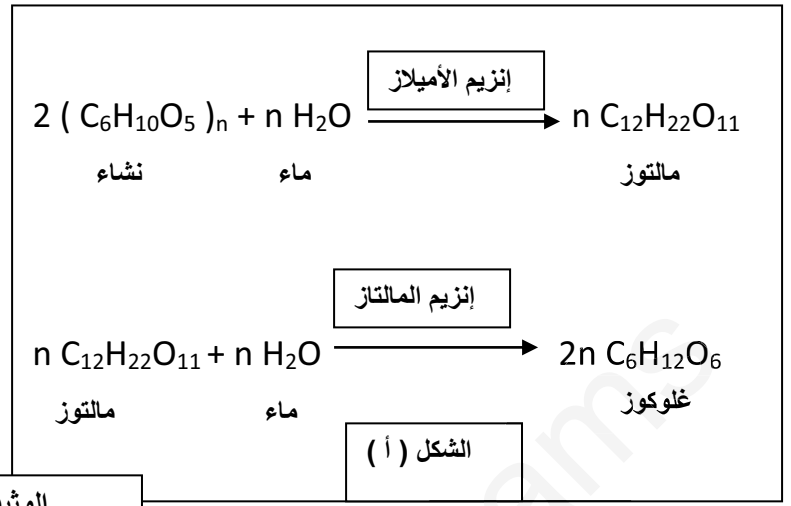 إنزيم الأميلاز
2 ( C₆H₁₀O₅ )ₙ + n H₂O → n C₁₂H₂₂O₁₁
نشاء ماء مالتوز
إنزيم المالتاز
n C₁₂H₂₂O₁₁ + n H₂O → 2n C₆H₁₂O₆
مالتوز ماء غلوكوز
الشكل ( أ )